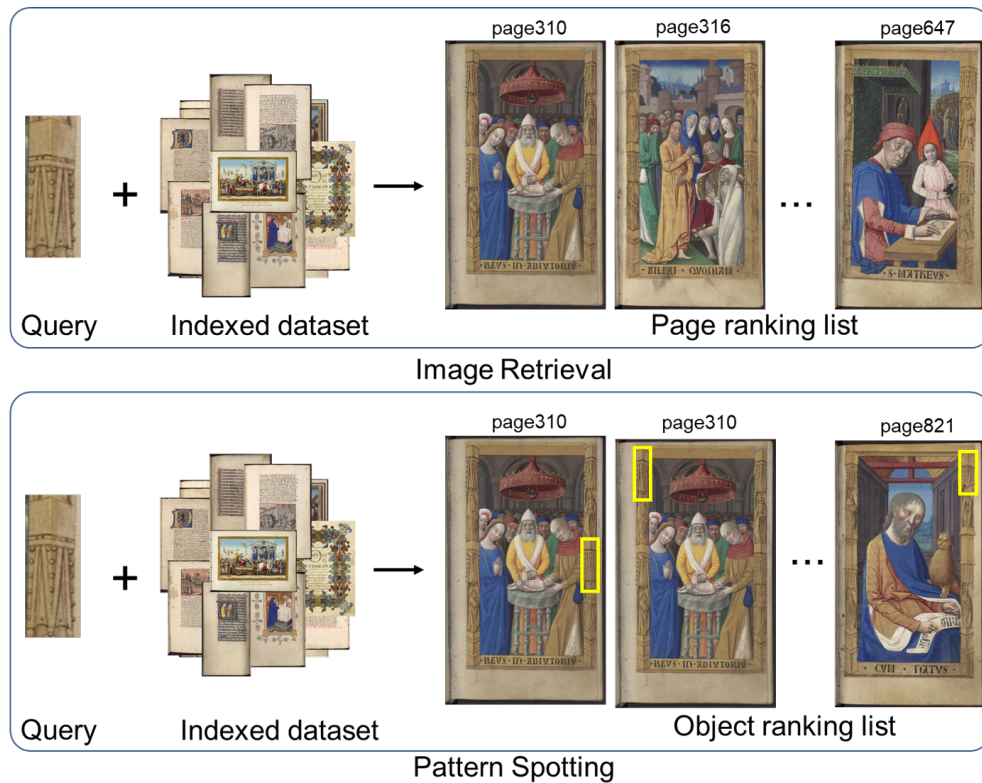 page310
page316
page647
+
...
·S·MATHEUS·
Query
Indexed dataset
Page ranking list
Image Retrieval
page310
page310
page821
+
...
Query
Indexed dataset
Object ranking list
Pattern Spotting